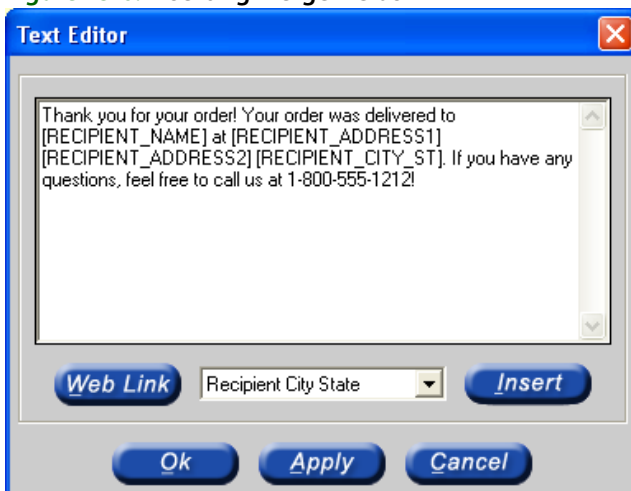 Text Editor
Thank you for your order! Your order was delivered to
[RECIPIENT_NAME] at [RECIPIENT_ADDRESS1]
[RECIPIENT_ADDRESS2] [RECIPIENT_CITY_ST]. If you have any
questions, feel free to call us at 1-800-555-1212!
Web Link Recipient City State Insert
Ok Apply Cancel